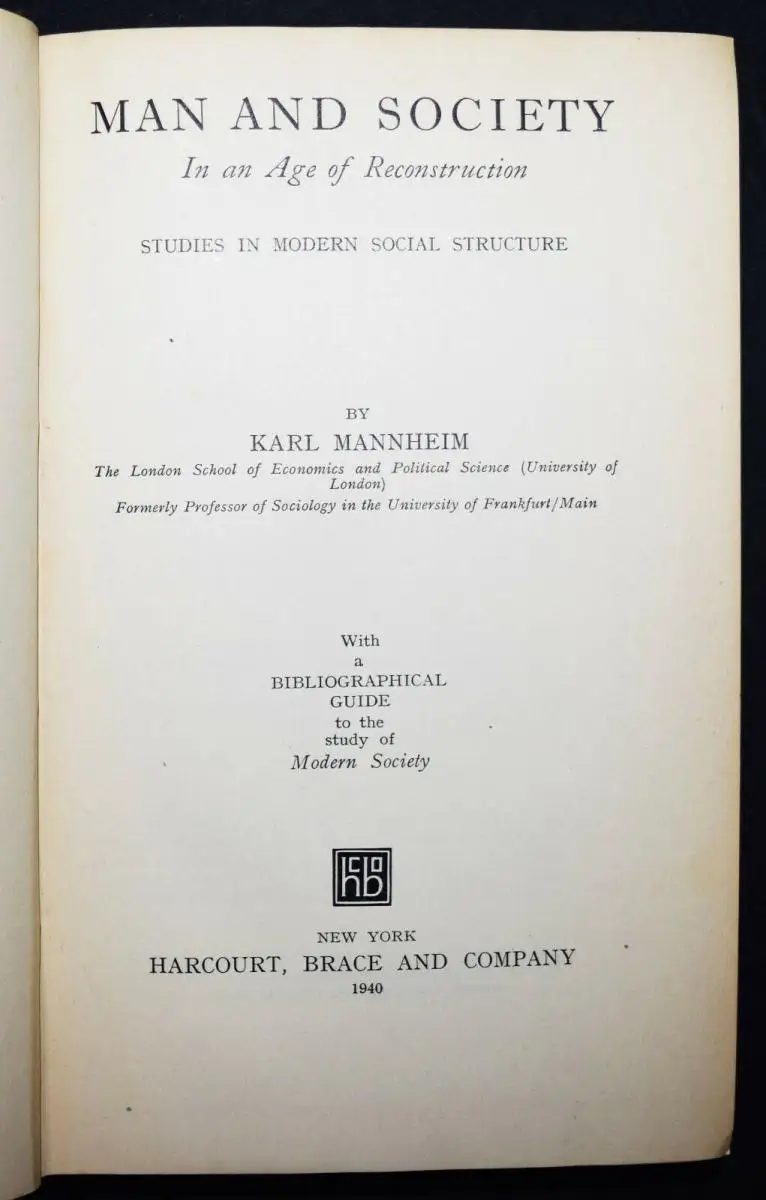 MAN AND SOCIETY
In an Age of Reconstruction
STUDIES IN MODERN SOCIAL STRUCTURE
BY
KARL MANNHEIM
The London School of Economics and Political Science (University of
London)
Formerly Professor of Sociology in the University of Frankfurt/Main
With
a
BIBLIOGRAPHICAL
GUIDE
to the
study of
Modern Society
hcbo
NEW YORK
HARCOURT, BRACE AND COMPANY
1940